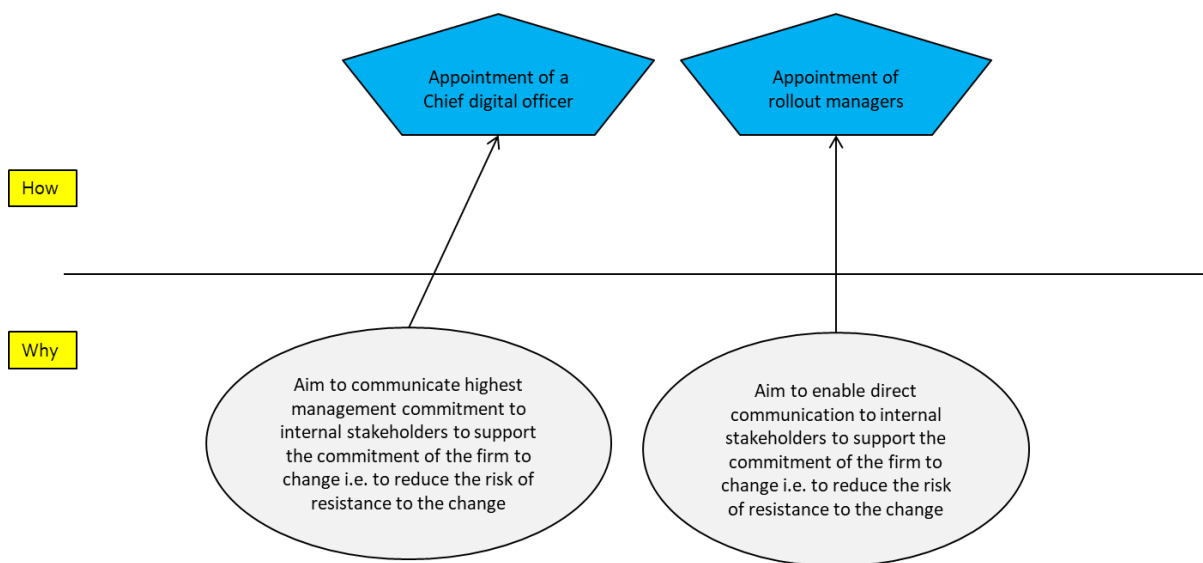 Appointment of a
Chief digital officer
Appointment of
rollout managers
How
Why
Aim to communicate highest
management commitment to
internal stakeholders to support
the commitment of the firm to
change i.e. to reduce the risk of
resistance to the change
Aim to enable direct
communication to internal
stakeholders to support the
commitment of the firm to
change i.e. to reduce the risk
of resistance to the change